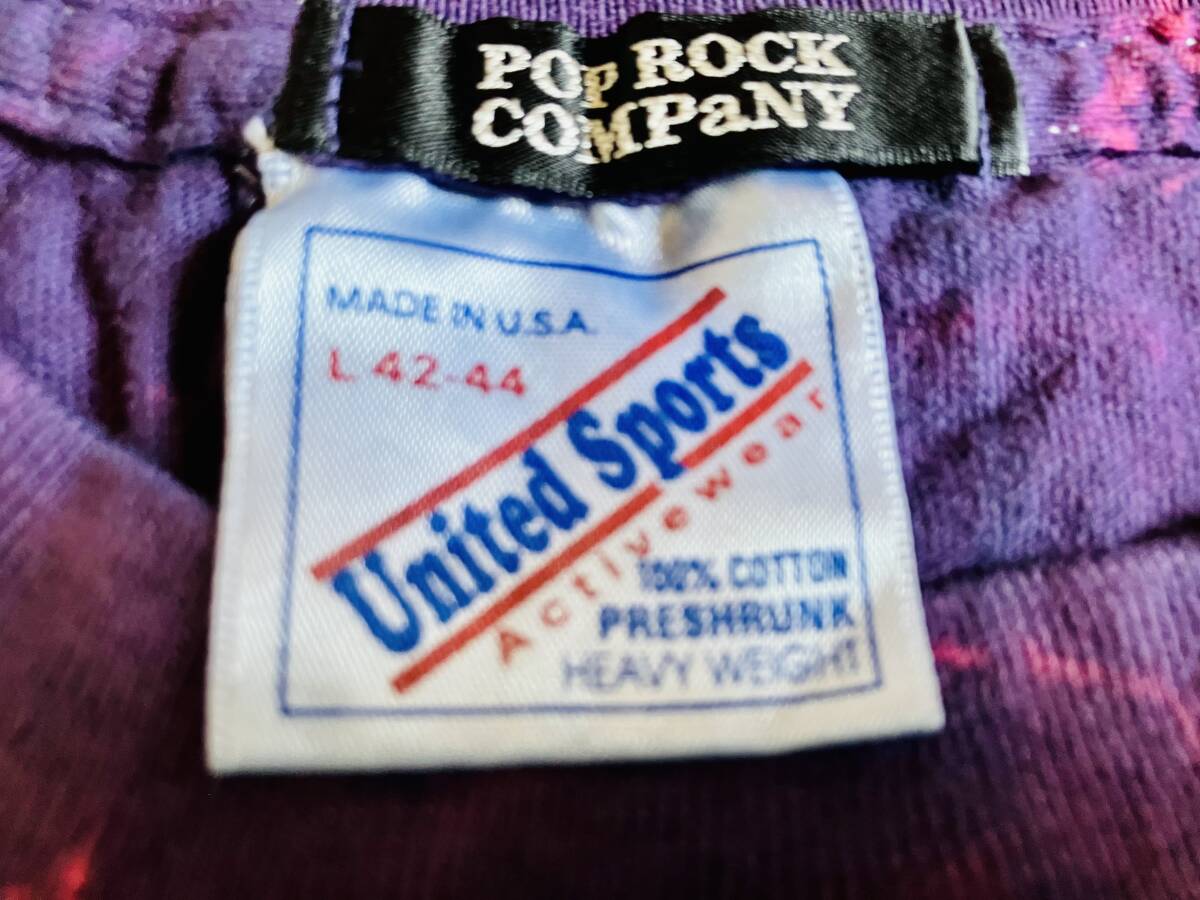 POP ROCK
COMPaNY
MADE IN U.S.A.
L 42-44
United Sports
Activewear
100% COTTON
PRESHRUNK
HEAVY WEIGHT